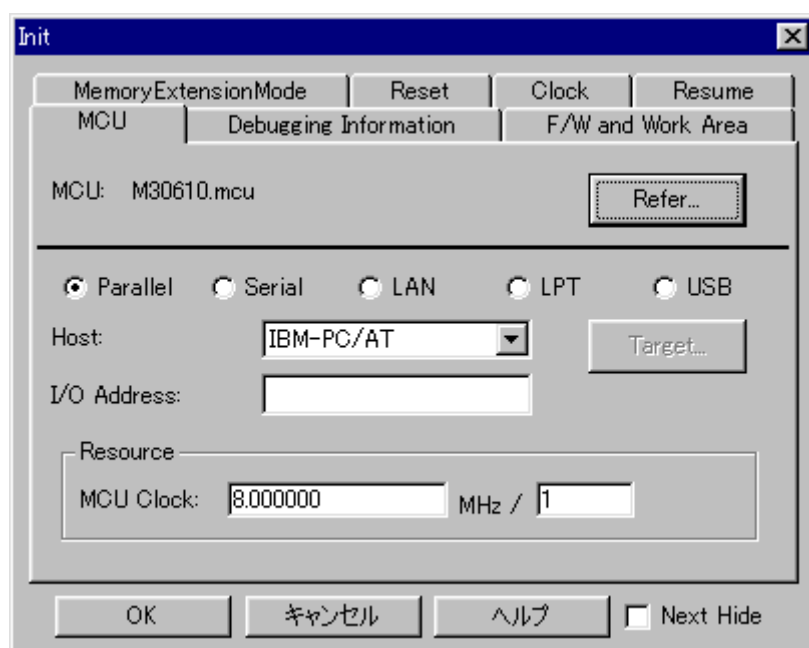 Init
MemoryExtensionMode Reset Clock Resume
MCU Debugging Information F/W and Work Area
MCU: M30610.mcu Refer...
Parallel Serial LAN LPT USB
Host: IBM-PC/AT Target...
I/O Address:
Resource
MCU Clock: 8.000000 MHz / 1
OK キャンセル ヘルプ Next Hide